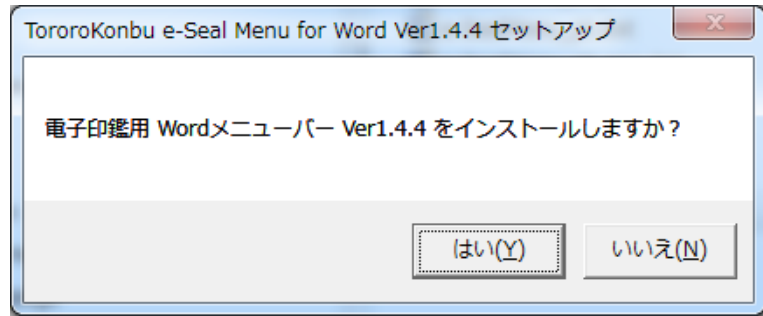 TororoKonbu e-Seal Menu for Word Ver1.4.4 セットアップ
電子印鑑用 Wordメニューバー Ver1.4.4 をインストールしますか？
はい(Y)
いいえ(N)